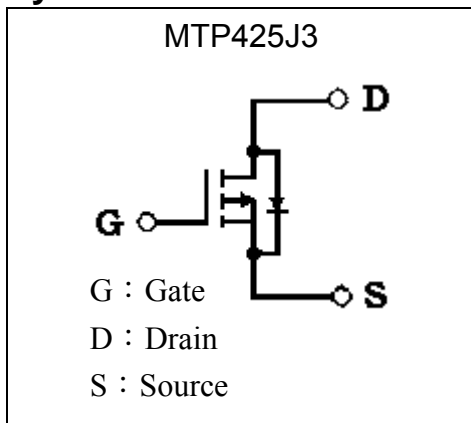 MTP425J3
D
G
G：Gate
S
D：Drain
S：Source